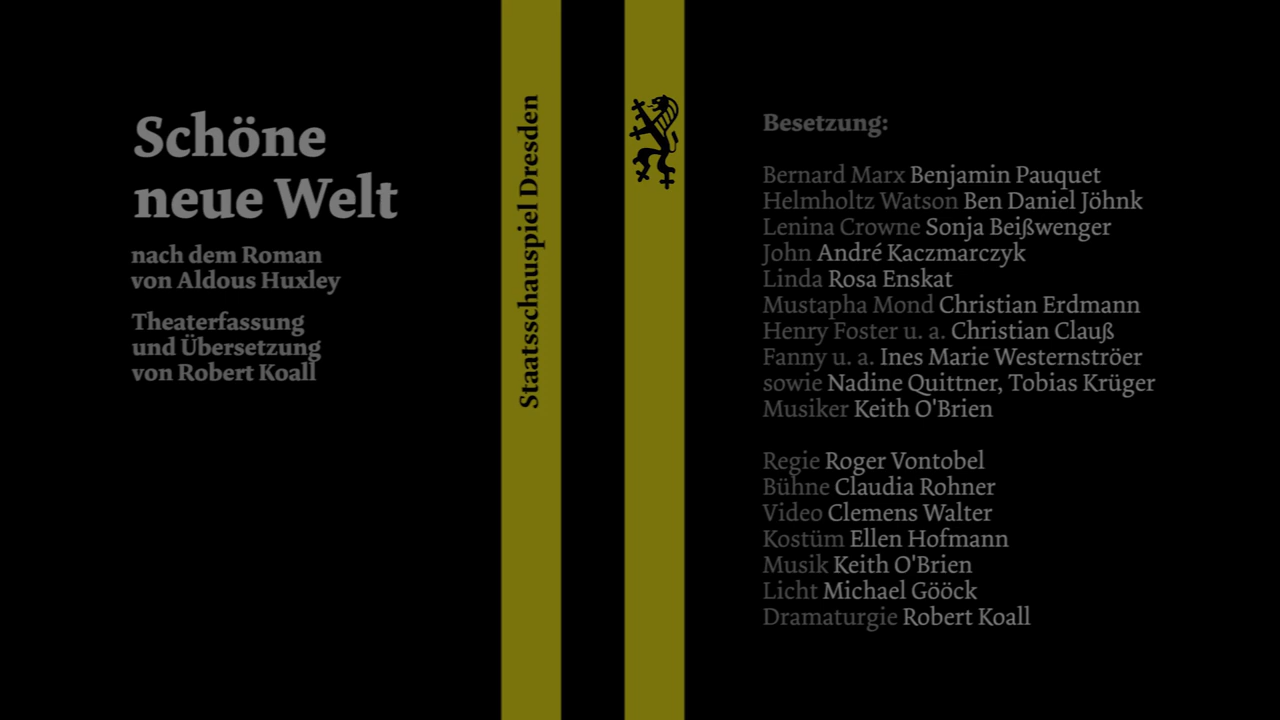 Schöne
neue Welt
nach dem Roman
von Aldous Huxley
Theaterfassung
und Übersetzung
von Robert Koall
Staatsschauspiel Dresden
Besetzung:
Bernard Marx Benjamin Pauquet
Helmholtz Watson Ben Daniel Jöhnk
Lenina Crowne Sonja Beißwenger
John André Kaczmarczyk
Linda Rosa Enskat
Mustapha Mond Christian Erdmann
Henry Foster u. a. Christian Clauß
Fanny u. a. Ines Marie Westernströer
sowie Nadine Quittner, Tobias Krüger
Musiker Keith O'Brien
Regie Roger Vontobel
Bühne Claudia Rohner
Video Clemens Walter
Kostüm Ellen Hofmann
Musik Keith O'Brien
Licht Michael Gööck
Dramaturgie Robert Koall